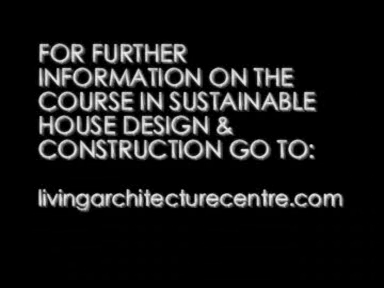 FOR FURTHER
INFORMATION ON THE
COURSE IN SUSTAINABLE
HOUSE DESIGN &
CONSTRUCTION GO TO:
livingarchitecturecentre.com